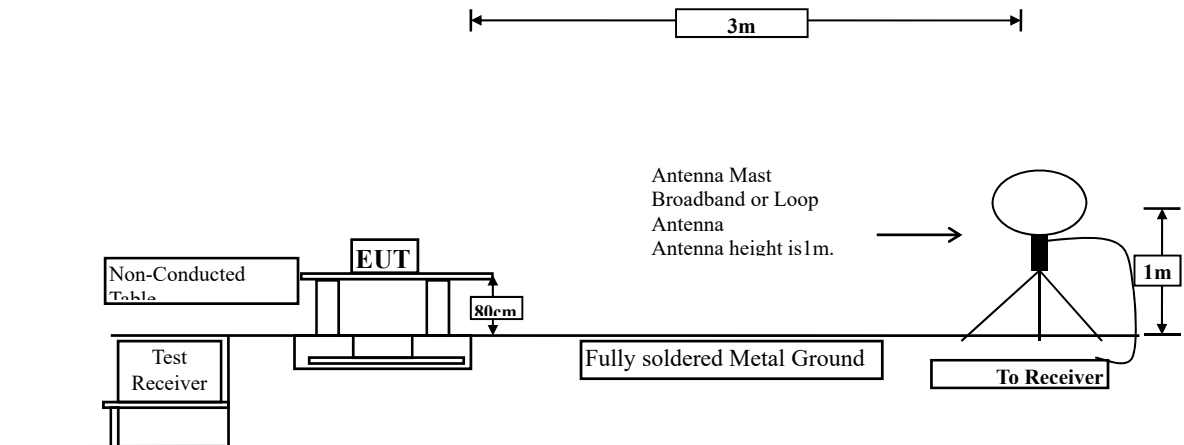 3m
Antenna Mast
Broadband or Loop
Antenna
Antenna height is1m.
EUT
Non-Conducted
Table
80cm
1m
Test
Receiver
Fully soldered Metal Ground
To Receiver